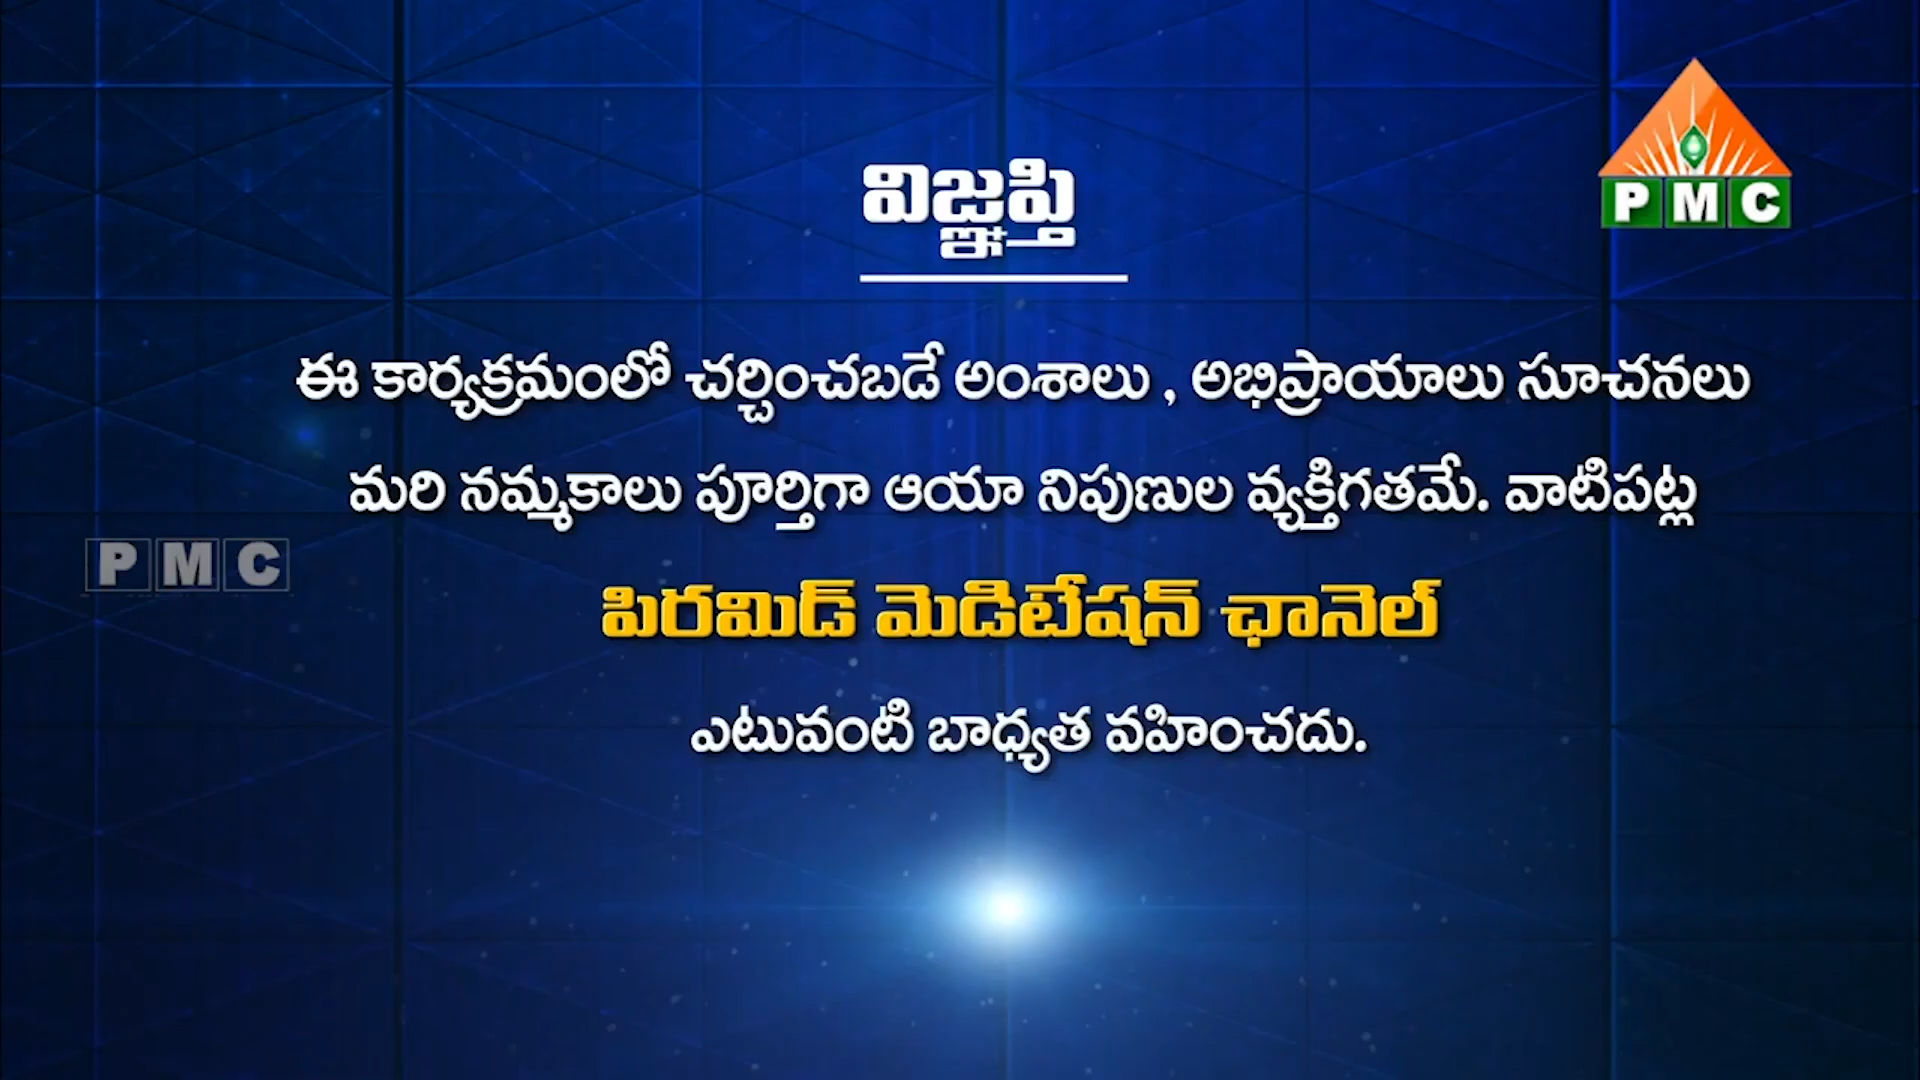 విజ్ఞప్తి
PMC
ఈ కార్యక్రమంలో చర్చించబడే అంశాలు , అభిప్రాయాలు సూచనలు
మరి నమ్మకాలు పూర్తిగా ఆయా నిపుణుల వ్యక్తిగతమే. వాటిపట్ల
PMC
పిరమిడ్ మెడిటేషన్ ఛానెల్
ఎటువంటి బాధ్యత వహించదు.